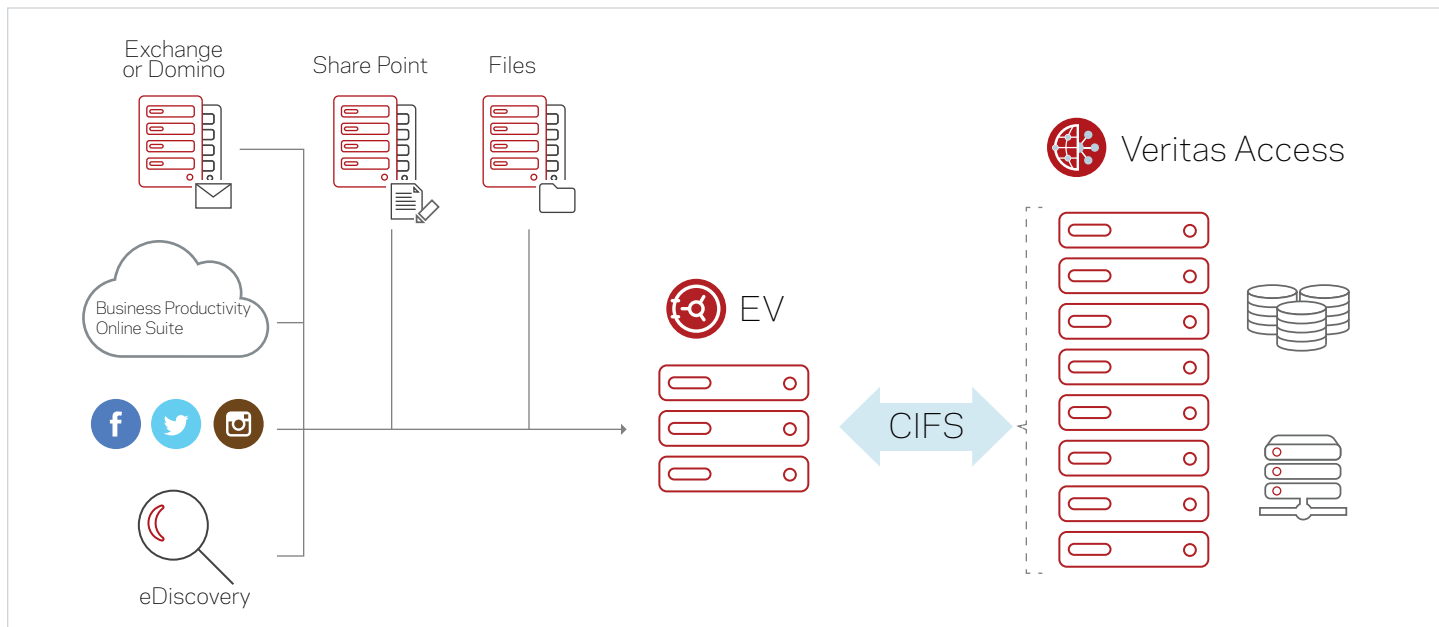 Exchange
or Domino
Share Point
Files
Veritas Access
Business Productivity
Online Suite
EV
CIFS
f
eDiscovery